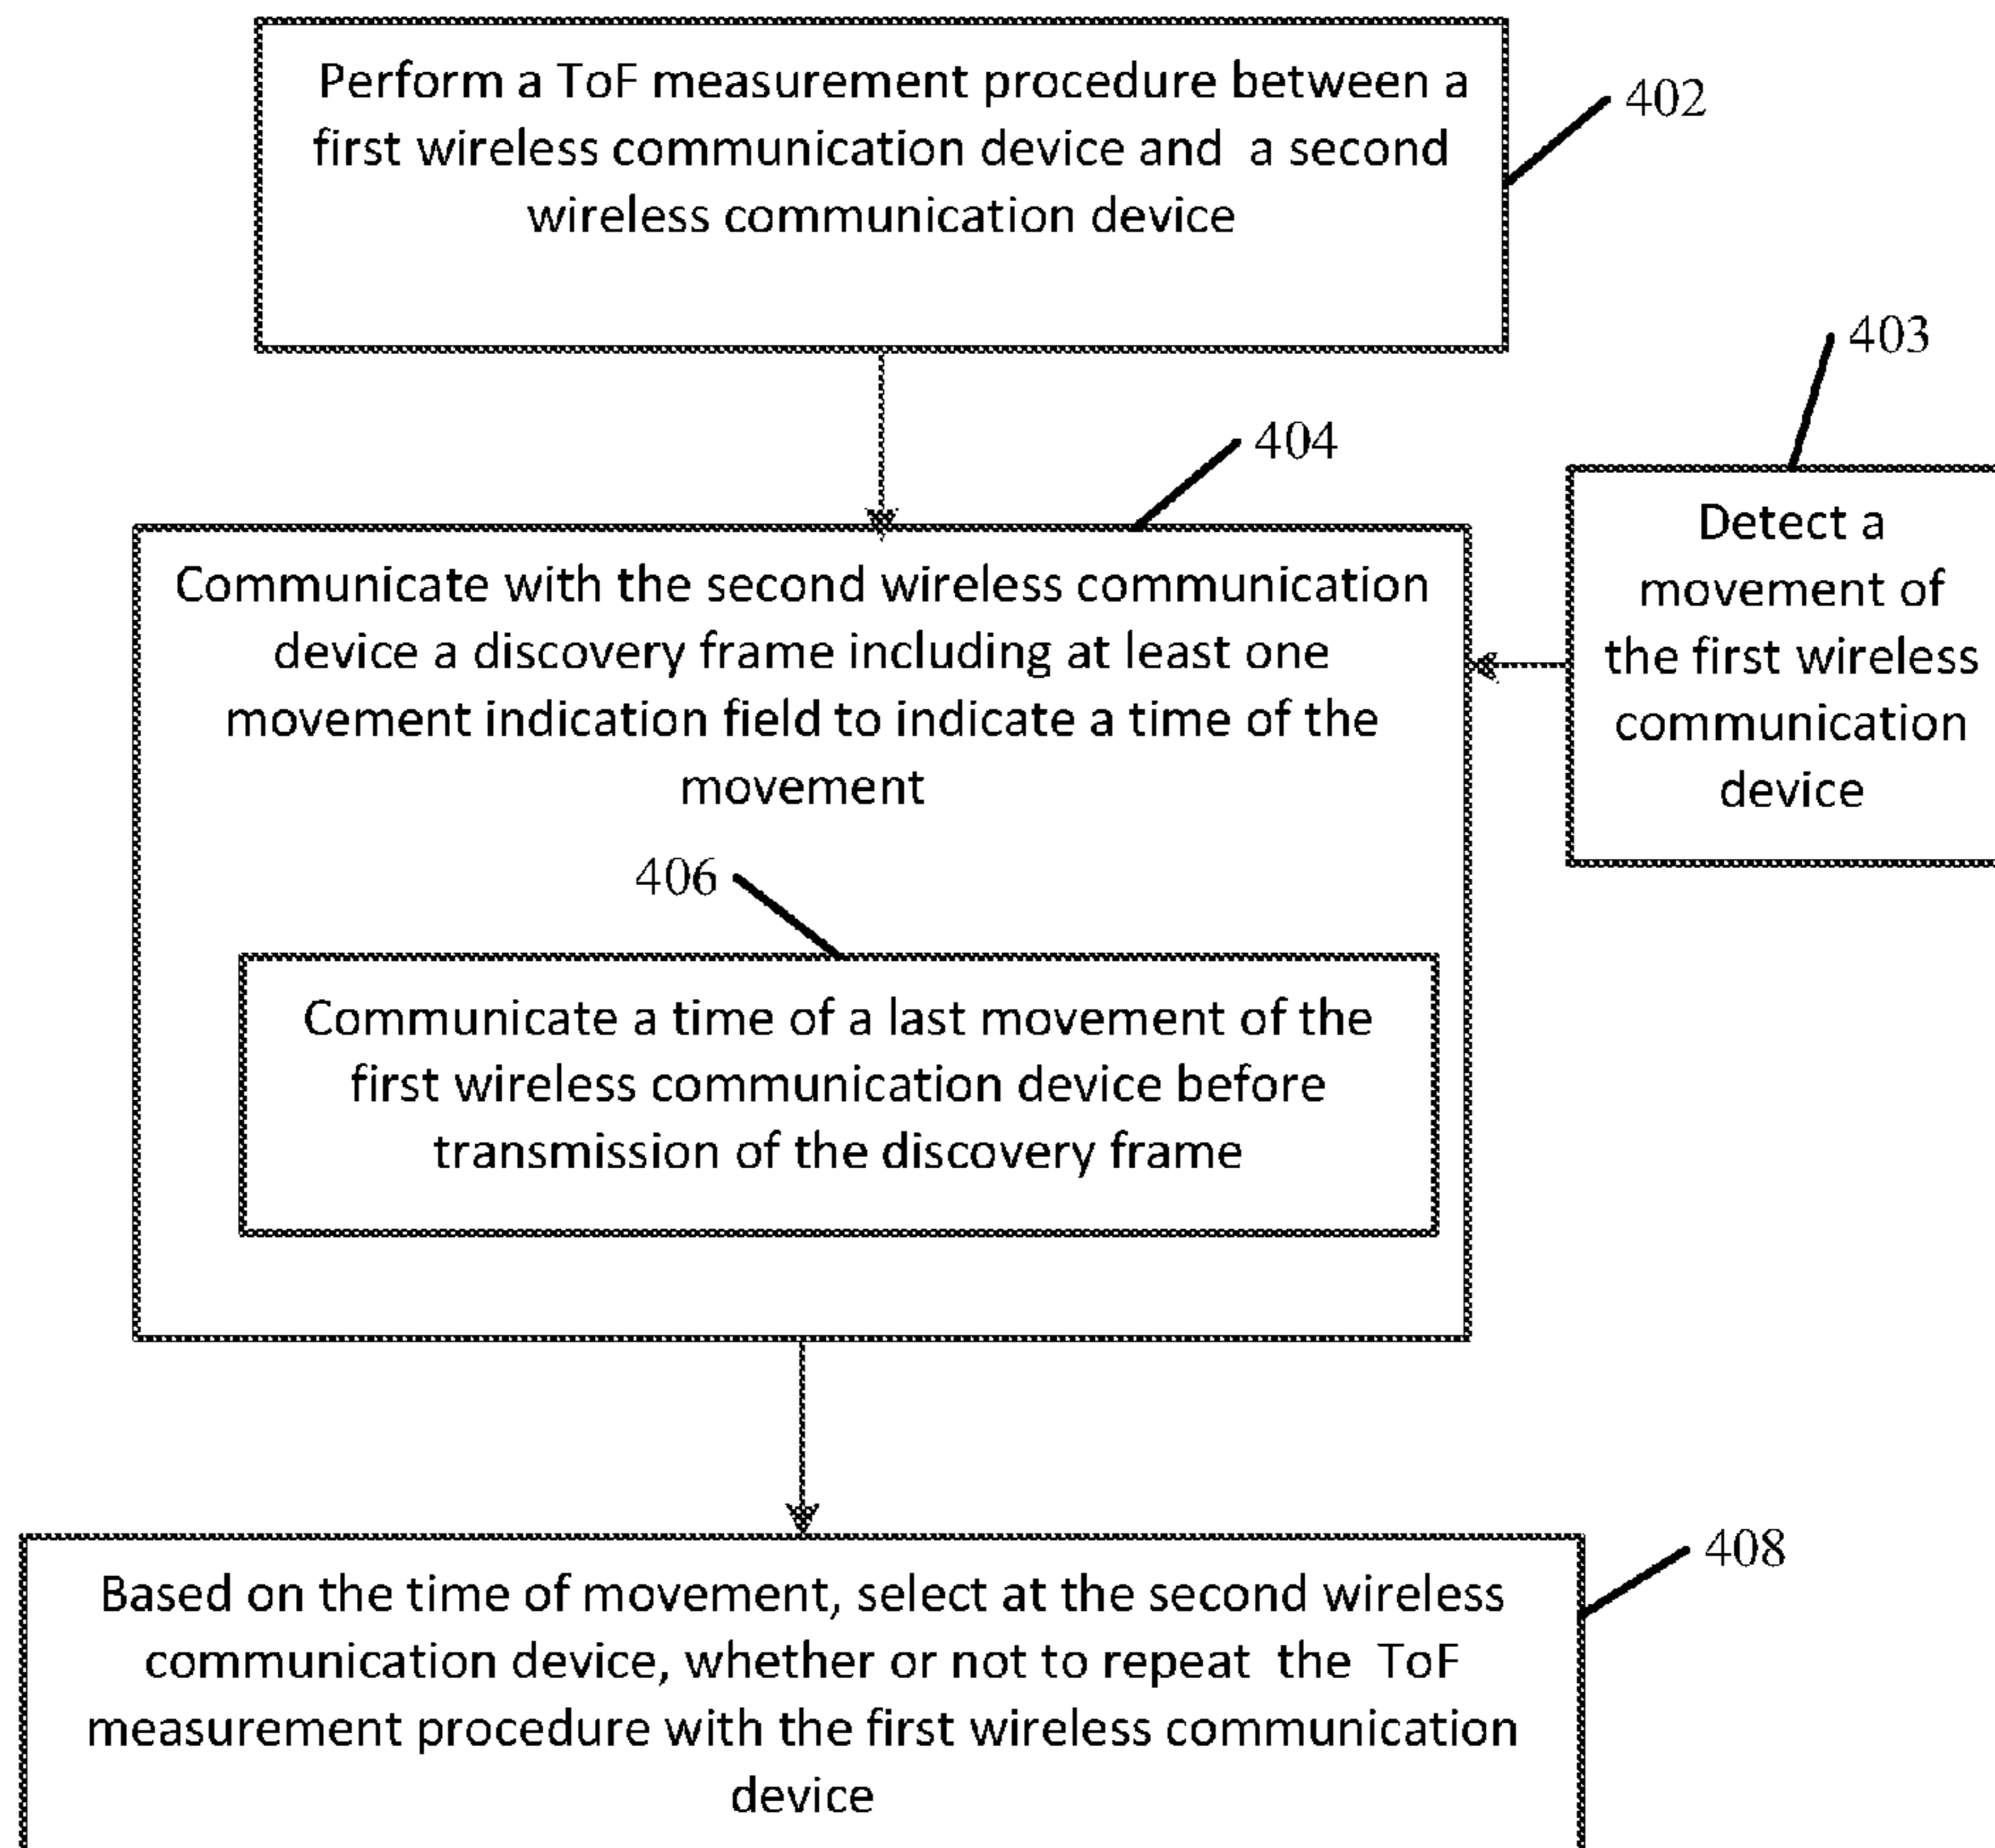 Perform a ToF measurement procedure between a
first wireless communication device and a second
wireless communication device
402
403
Detect a
movement of
the first wireless
communication
device
404
Communicate with the second wireless communication
device a discovery frame including at least one
movement indication field to indicate a time of the
movement
406
Communicate a time of a last movement of the
first wireless communication device before
transmission of the discovery frame
408
Based on the time of movement, select at the second wireless
communication device, whether or not to repeat the ToF
measurement procedure with the first wireless communication
device